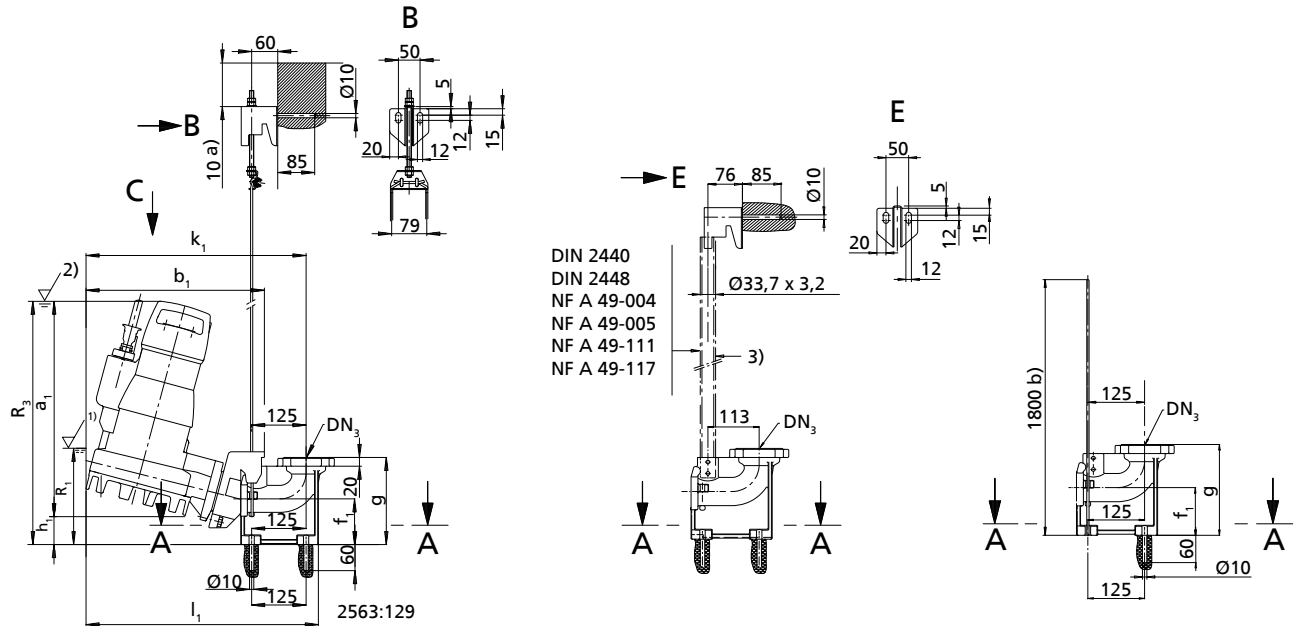 B
60
50
Ø10
5
B
10 a)
85
20
12
12
15
79
C
k₁
b₁
2)
R₃
a₁
1)
R₁
h₁
125
DN₃
20
g
f₁
125
A
A
60
Ø10
125
l₁
2563:129
E
76
85
Ø10
DIN 2440
DIN 2448
NF A 49-004
NF A 49-005
NF A 49-111
NF A 49-117
Ø33,7 x 3,2
3)
113
DN₃
A
A
E
50
5
20
12
12
15
1800 b)
125
DN₃
g
f₁
125
A
A
60
Ø10
125